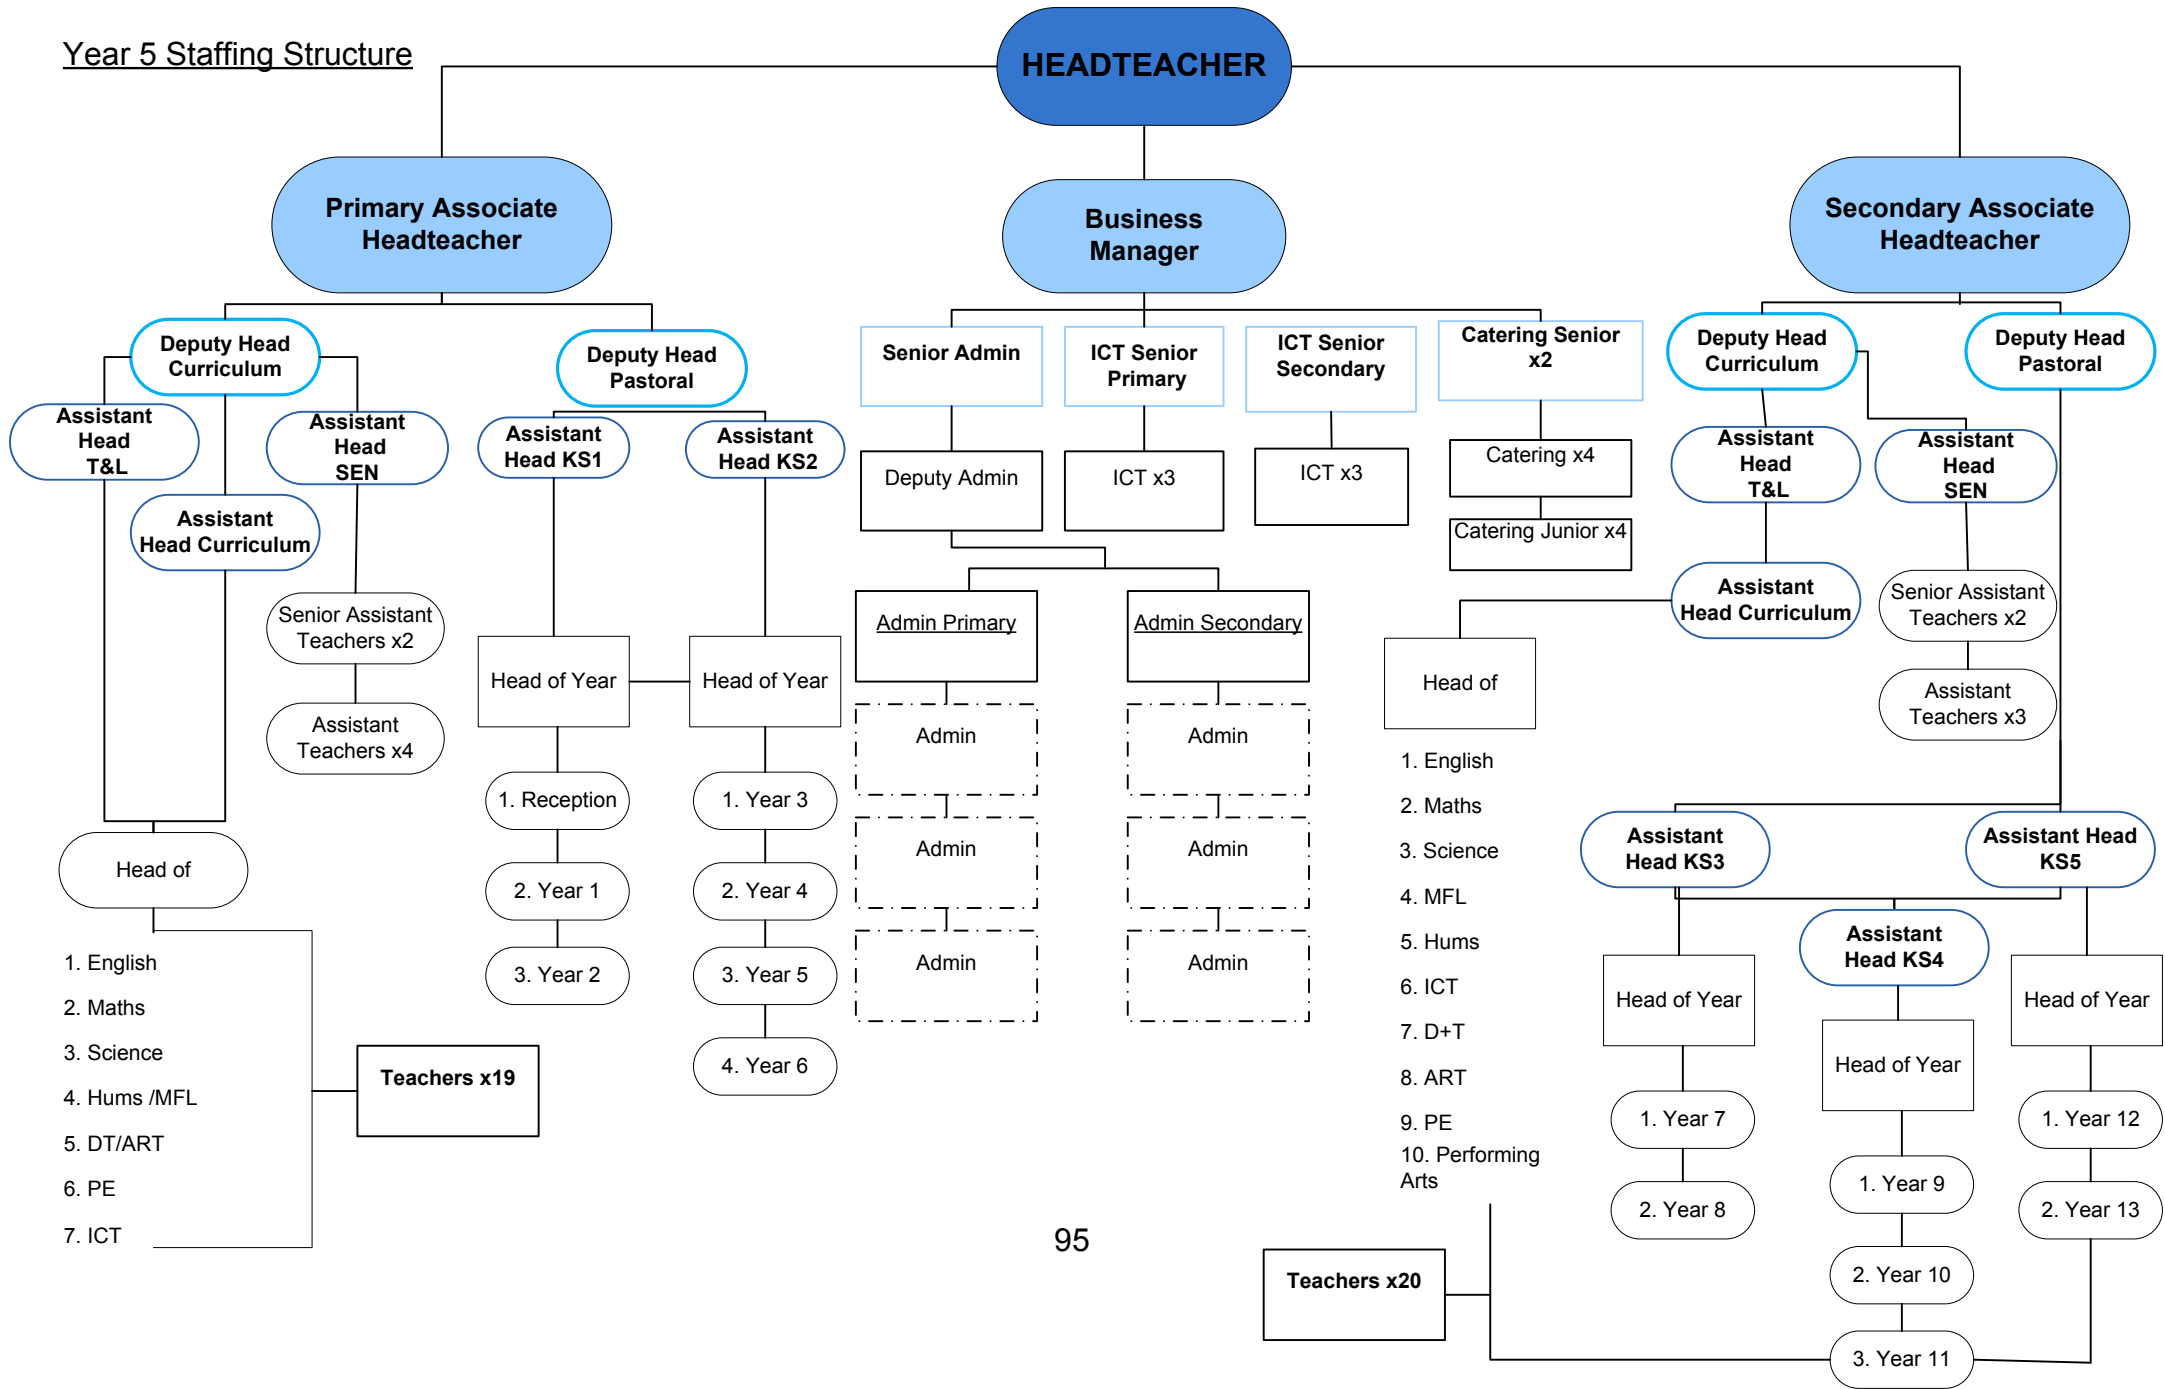 Year 5 Staffing Structure
HEADTEACHER
Primary Associate
Headteacher
Business
Manager
Secondary Associate
Headteacher
Deputy Head
Curriculum
Deputy Head
Pastoral
Assistant
Head
T&L
Assistant
Head
SEN
Assistant
Head Curriculum
Assistant
Head KS1
Assistant
Head KS2
Senior Assistant
Teachers x2
Assistant
Teachers x4
Head of
1. English
2. Maths
3. Science
4. Hums /MFL
5. DT/ART
6. PE
7. ICT
Teachers x19
Head of Year
1. Reception
2. Year 1
3. Year 2
Head of Year
1. Year 3
2. Year 4
3. Year 5
4. Year 6
Senior Admin
ICT Senior
Primary
ICT Senior
Secondary
Catering Senior
x2
Deputy Admin
ICT x3
ICT x3
Catering x4
Catering Junior x4
Admin Primary
Admin
Admin
Admin
Admin Secondary
Admin
Admin
Admin
Deputy Head
Curriculum
Deputy Head
Pastoral
Assistant
Head
T&L
Assistant
Head
SEN
Assistant
Head Curriculum
Senior Assistant
Teachers x2
Assistant
Teachers x3
Head of
1. English
2. Maths
3. Science
4. MFL
5. Hums
6. ICT
7. D+T
8. ART
9. PE
10. Performing
Arts
Teachers x20
Assistant
Head KS3
Assistant Head
KS5
Assistant
Head KS4
Head of Year
1. Year 7
2. Year 8
Head of Year
1. Year 9
2. Year 10
3. Year 11
Head of Year
1. Year 12
2. Year 13
95